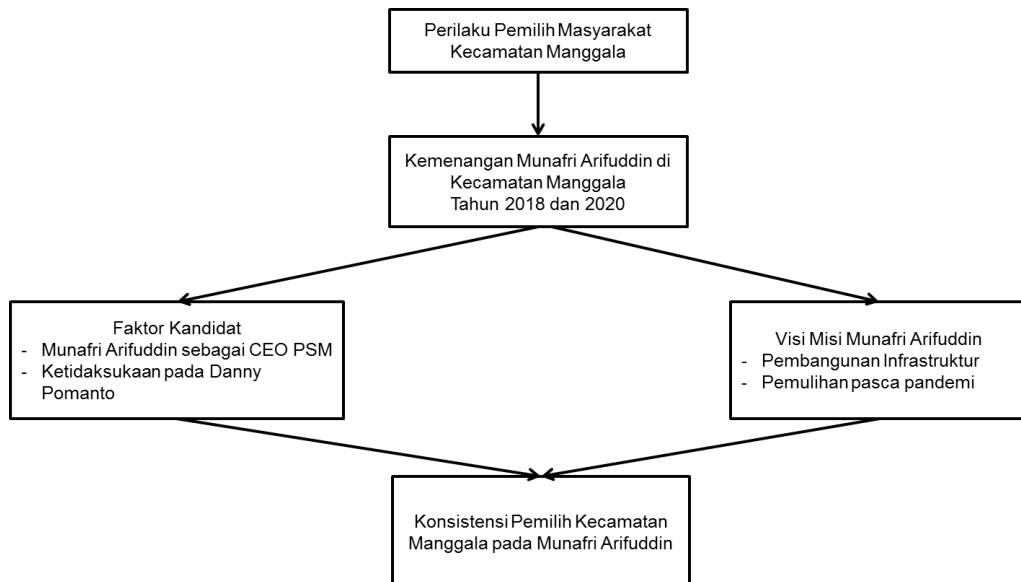 Perilaku Pemilih Masyarakat
Kecamatan Manggala
Kemenangan Munafri Arifuddin di
Kecamatan Manggala
Tahun 2018 dan 2020
Faktor Kandidat
- Munafri Arifuddin sebagai CEO PSM
- Ketidaksukaan pada Danny
Pomanto
Visi Misi Munafri Arifuddin
- Pembangunan Infrastruktur
- Pemulihan pasca pandemi
Konsistensi Pemilih Kecamatan
Manggala pada Munafri Arifuddin